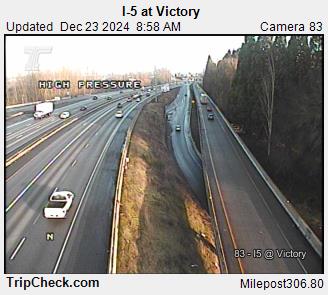 I-5 at Victory
Updated Dec 23 2024 8:58 AM Camera 83
HIGH PRESSURE
N
83 - I5 @ Victory
TripCheck.com Milepost306.80